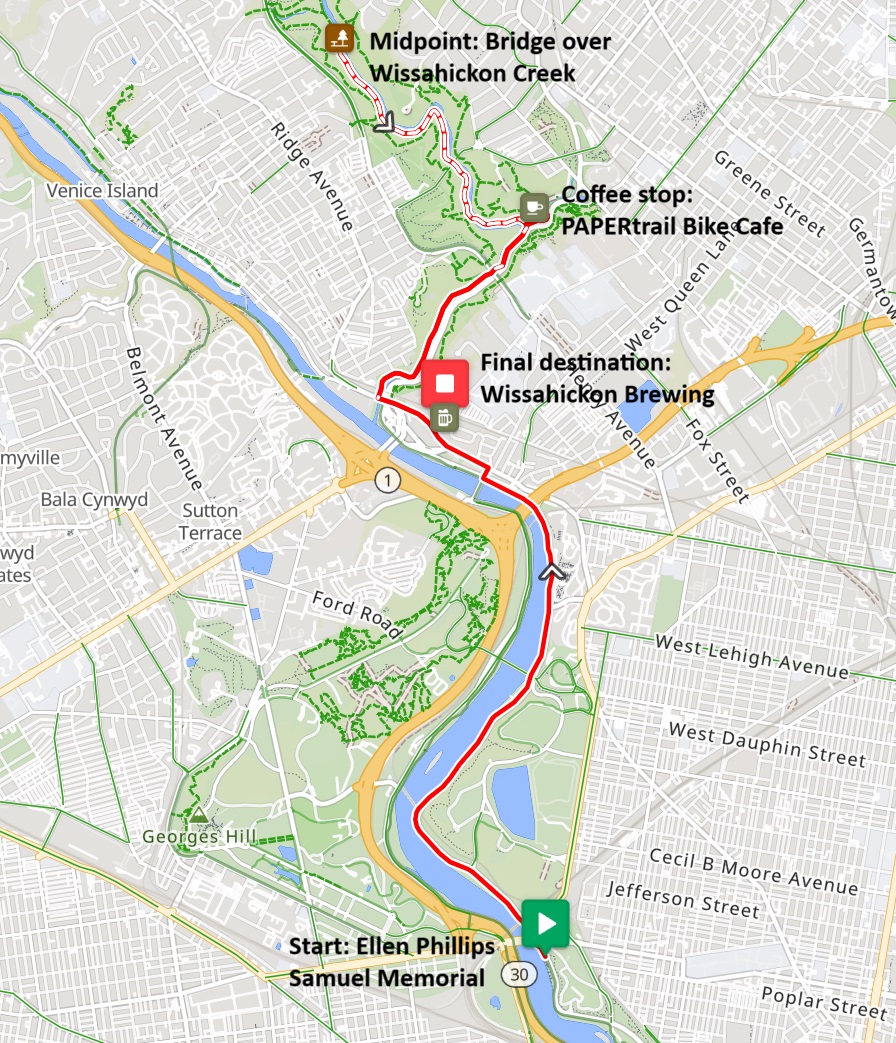 Midpoint: Bridge over
Wissahickon Creek
Ridge Avenue
Greene Street
Venice Island
Coffee stop:
PAPERtrail Bike Cafe
Germantow
West Queen Lane
Belmont Avenue
Final destination:
Wissahickon Brewing
Henry Avenue
Fox Street
myville
1
Bala Cynwyd
Sutton
Terrace
wyd
ates
Ford Road
West Lehigh Avenue
West Dauphin Street
Georges Hill
Cecil B Moore Avenue
Jefferson Street
Start: Ellen Phillips
Samuel Memorial
30
Poplar Street